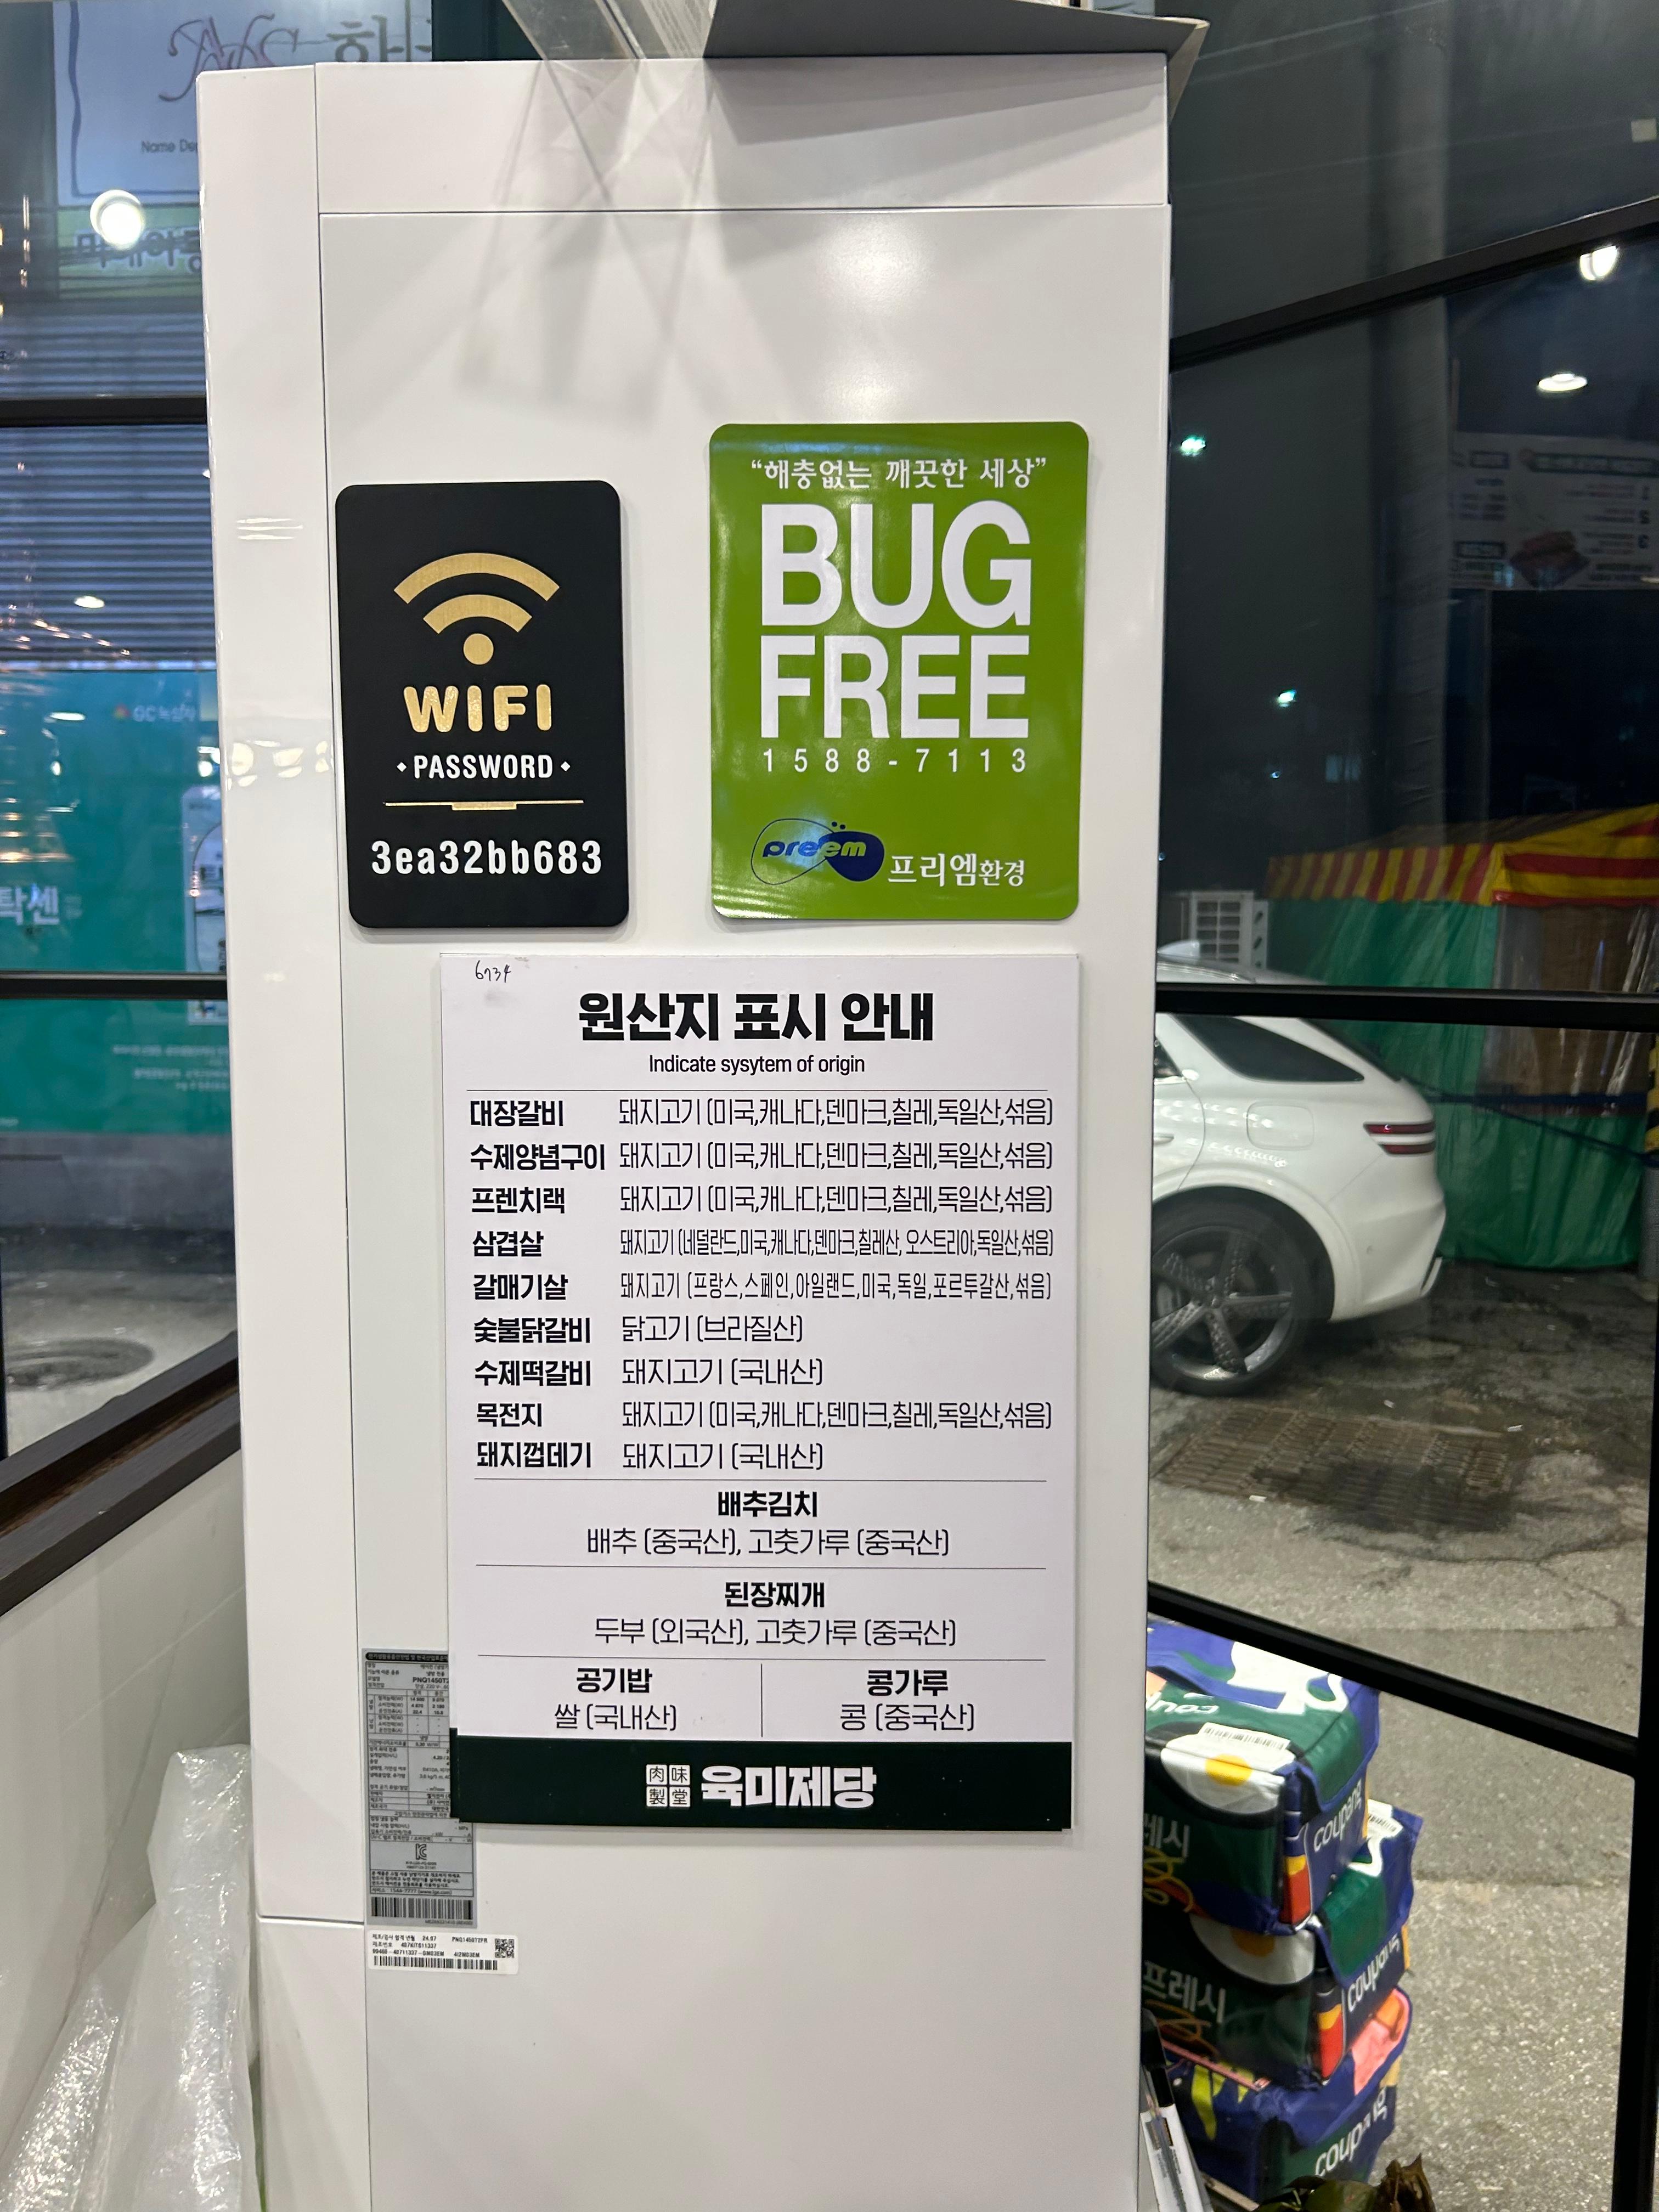 Name De
WIFI
PASSWORD
3ea32bb683
“해충없는 깨끗한 세상”
BUG
FREE
1588-7113
preem 프리엠환경
6734
원산지 표시 안내
Indicate sysytem of origin
대장갈비 돼지고기 (미국,캐나다,덴마크,칠레,독일산,섞음)
수제양념구이 돼지고기 (미국,캐나다,덴마크,칠레,독일산,섞음)
프렌치랙 돼지고기 (미국,캐나다,덴마크,칠레,독일산,섞음)
삼겹살 돼지고기 (네덜란드,미국,캐나다,덴마크,칠레산, 오스트리아,독일산,섞음)
갈매기살 돼지고기 (프랑스,스페인,아일랜드,미국,독일,포르투갈산,섞음)
숯불닭갈비 닭고기 (브라질산)
수제떡갈비 돼지고기 (국내산)
목전지 돼지고기 (미국,캐나다,덴마크,칠레,독일산,섞음)
돼지껍데기 돼지고기 (국내산)
배추김치
배추 (중국산), 고춧가루 (중국산)
된장찌개
두부 (외국산), 고춧가루 (중국산)
공기밥 콩가루
쌀 (국내산) 콩 (중국산)
肉味製堂 육미제당
PNQ1450T2FR
coupang
프레시
coupang